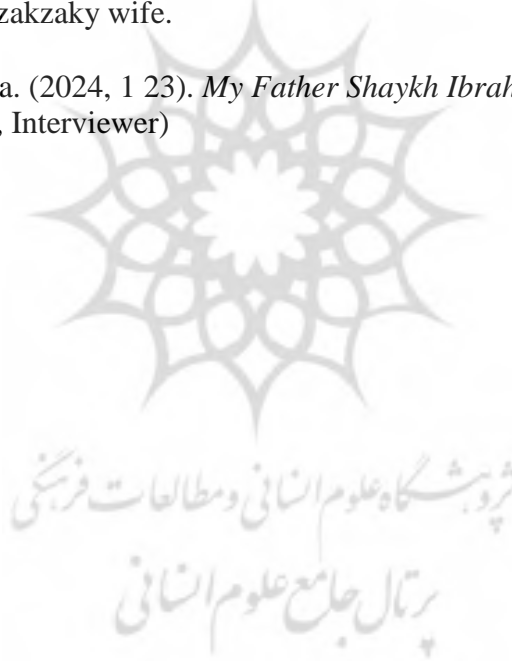 zakzaky wife.
a. (2024, 1 23). My Father Shaykh Ibrah
, Interviewer)
پژوهشگاه علوم انسانی و مطالعات فرهنگی
پرتال جامع علوم انسانی